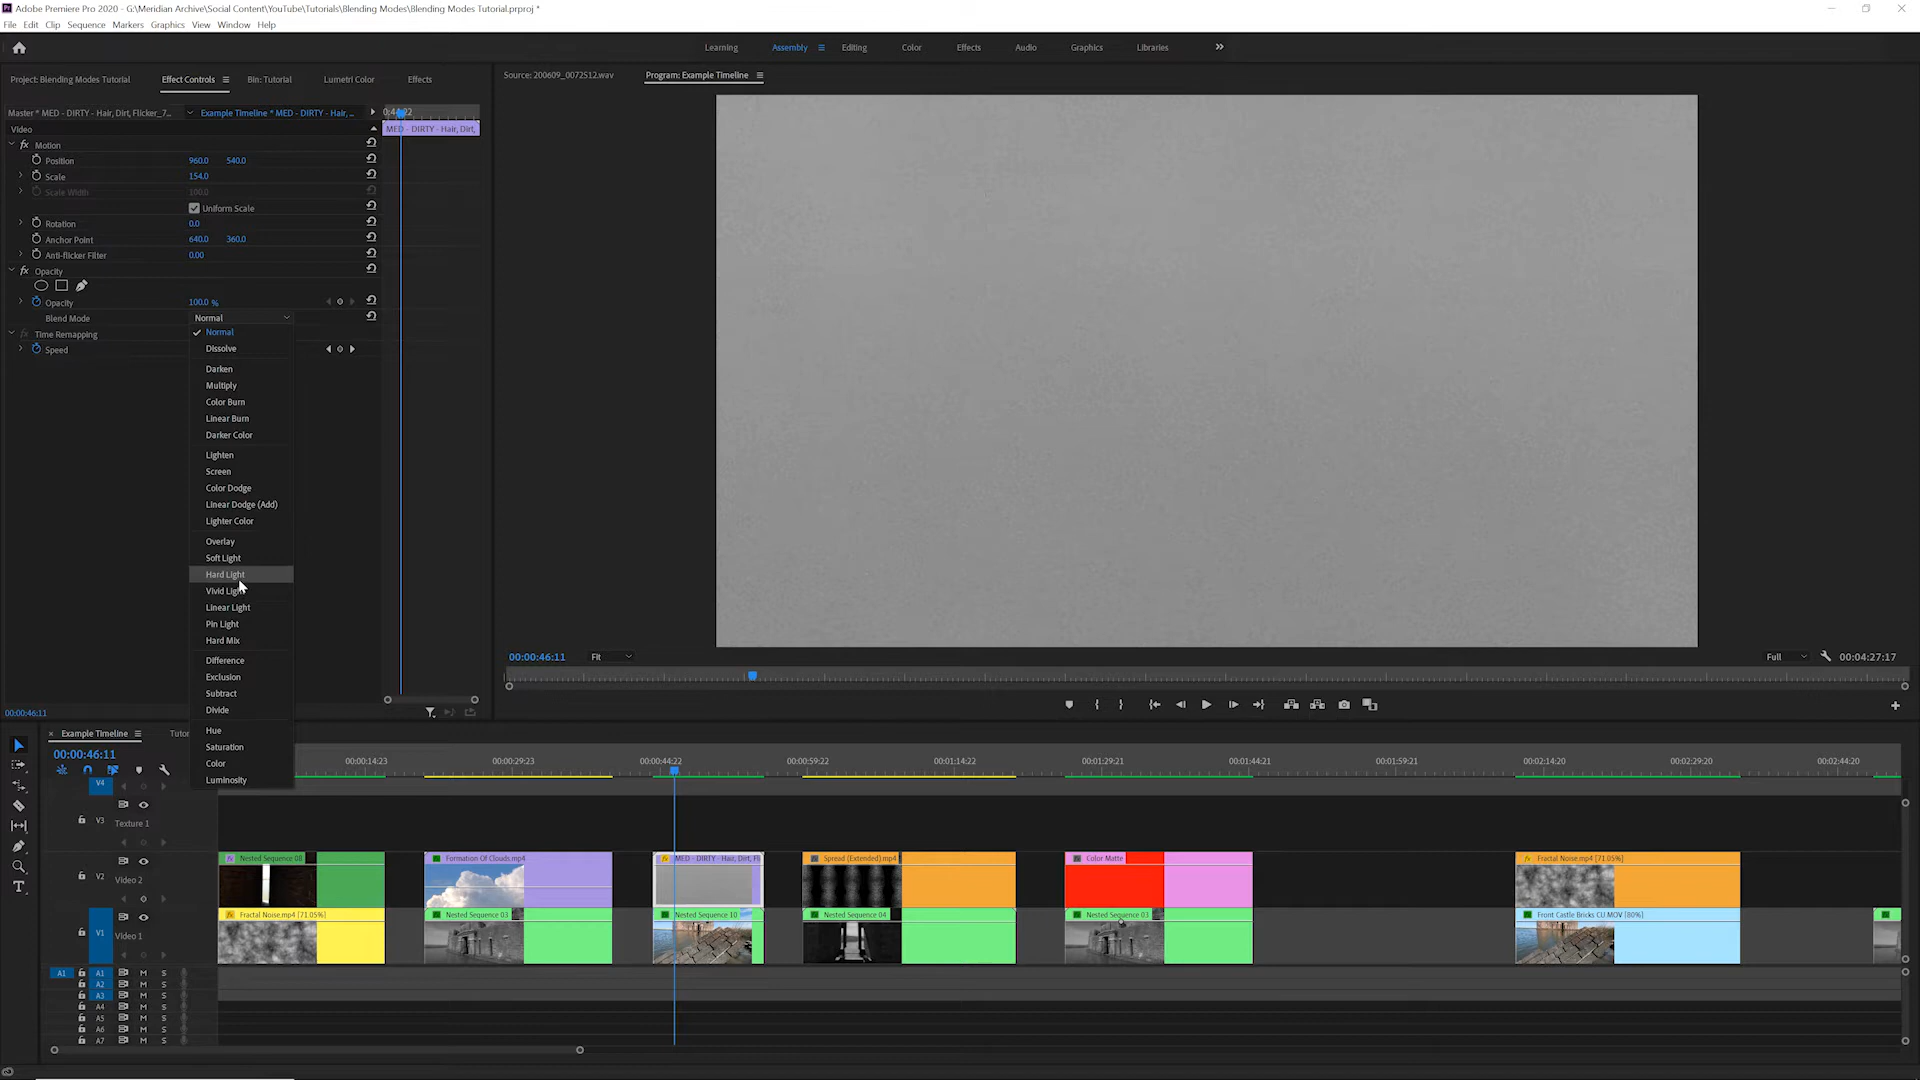 Adobe Premiere Pro 2020 - G:\Meridian Archive\Social Content\YouTube\Tutorials\Blending Modes\Blending Modes Tutorial.prproj *
File Edit Clip Sequence Markers Graphics View Window Help
Learning Assembly Editing Color Effects Audio Graphics Libraries
Project: Blending Modes Tutorial Effect Controls Bin: Tutorial Lumetri Color Effects
Source: 200609_0072S12.wav Program: Example Timeline
Master * MED - DIRTY - Hair, Dirt, Flicker_7... Example Timeline * MED - DIRTY - Hair, ...
Video MED - DIRTY - Hair, Dirt,
fx Motion
Position 960.0 540.0
Scale 154.0
Scale Width 100.0
Uniform Scale
Rotation 0.0
Anchor Point 640.0 360.0
Anti-flicker Filter 0.00
fx Opacity
Opacity 100.0 %
Blend Mode Normal
Time Remapping
Speed
Normal
Dissolve
Darken
Multiply
Color Burn
Linear Burn
Darker Color
Lighten
Screen
Color Dodge
Linear Dodge (Add)
Lighter Color
Overlay
Soft Light
Hard Light
Vivid Light
Linear Light
Pin Light
Hard Mix
Difference
Exclusion
Subtract
Divide
Hue
Saturation
Color
Luminosity
00:00:46:11 Fit Full 00:04:27:17
00:00:46:11
Example Timeline Tutor
00:00:46:11
00:00:14:23 00:00:29:23 00:00:44:22 00:00:59:22 00:01:14:22 00:01:29:21 00:01:44:21 00:01:59:21 00:02:14:20 00:02:29:20 00:02:44:20
V4
V3 Texture 1
V2 Video 2
Nested Sequence 08 Formation Of Clouds.mp4 MED - DIRTY - Hair, Dirt, Fl Spread (Extended).mp4 Color Matte Fractal Noise.mp4 [71.05%]
V1 Video 1
Fractal Noise.mp4 [71.05%] Nested Sequence 03 Nested Sequence 10 Nested Sequence 04 Nested Sequence 03 Front Castle Bricks CU.MOV [80%]
A1 A1 M S
A2 M S
A3 M S
A4 M S
A5 M S
A6 M S
A7 M S